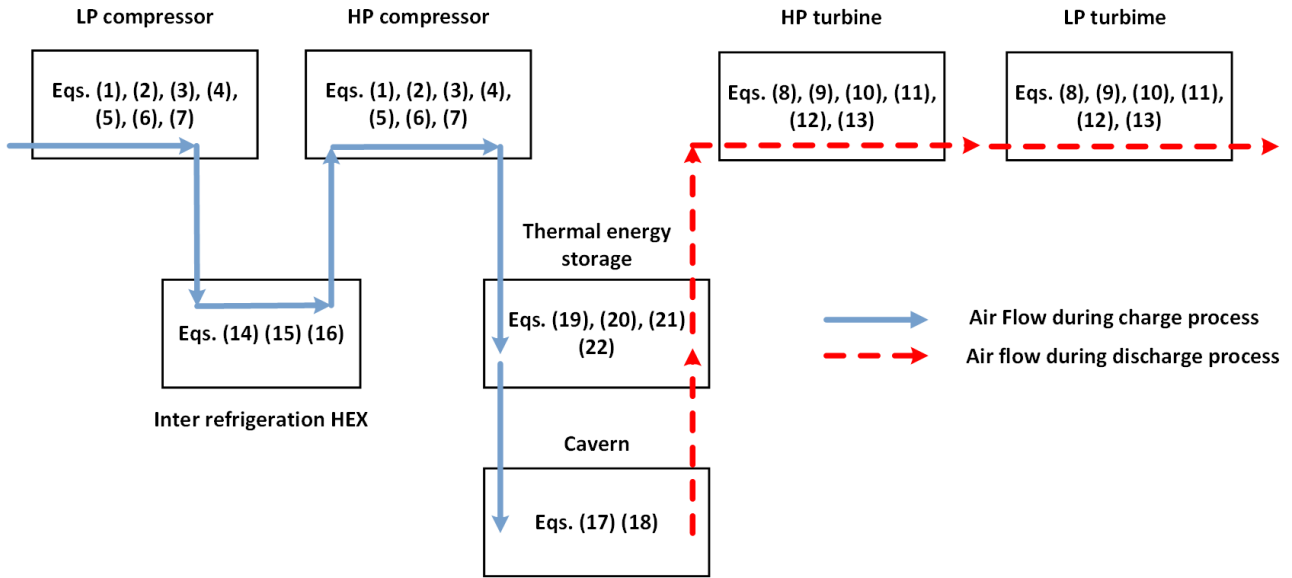 LP compressor
HP compressor
HP turbine
LP turbime
Eqs. (1), (2), (3), (4),
(5), (6), (7)
Eqs. (1), (2), (3), (4),
(5), (6), (7)
Eqs. (8), (9), (10), (11),
(12), (13)
Eqs. (8), (9), (10), (11),
(12), (13)
Thermal energy
storage
Eqs. (14) (15) (16)
Eqs. (19), (20), (21)
(22)
Air Flow during charge process
Air flow during discharge process
Inter refrigeration HEX
Cavern
Eqs. (17) (18)